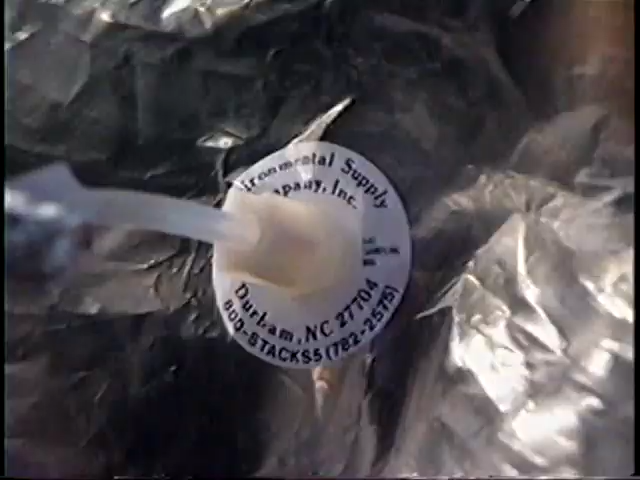 ironmental Supply
mpany, Inc.
Durham, NC 27704
800-STACKS5 (782-2575)